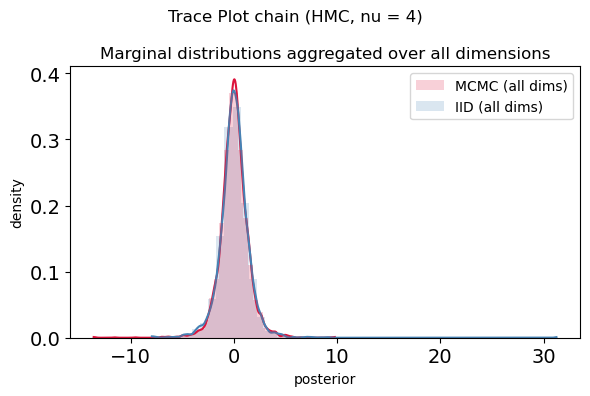 Trace Plot chain (HMC, nu = 4)
Marginal distributions aggregated over all dimensions
MCMC (all dims)
IID (all dims)
density
0.4
0.3
0.2
0.1
0.0
−10
0
10
20
30
posterior